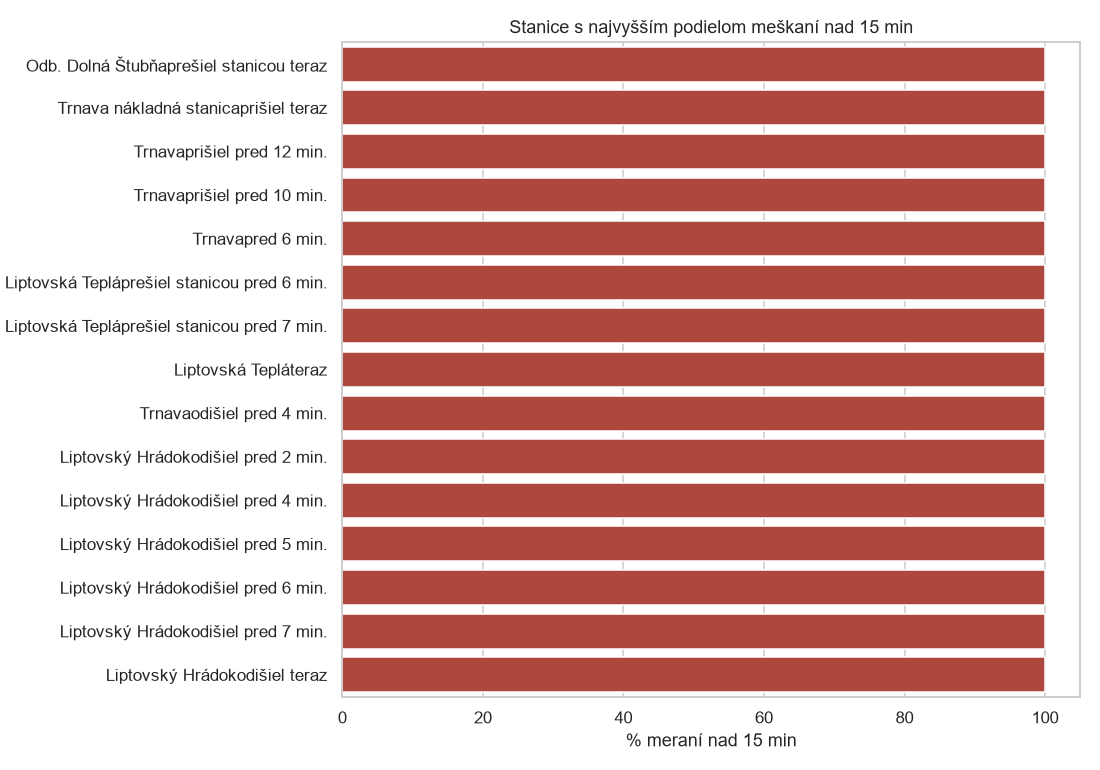 Stanice s najvyšším podielom meškaní nad 15 min
Odb. Dolná Štubňaprešiel stanicou teraz
Trnava nákladná stanicaprišiel teraz
Trnavaprišiel pred 12 min.
Trnavaprišiel pred 10 min.
Trnavapred 6 min.
Liptovská Tepláprešiel stanicou pred 6 min.
Liptovská Tepláprešiel stanicou pred 7 min.
Liptovská Tepláteraz
Trnavaodišiel pred 4 min.
Liptovský Hrádokodišiel pred 2 min.
Liptovský Hrádokodišiel pred 4 min.
Liptovský Hrádokodišiel pred 5 min.
Liptovský Hrádokodišiel pred 6 min.
Liptovský Hrádokodišiel pred 7 min.
Liptovský Hrádokodišiel teraz
0 20 40 60 80 100
% meraní nad 15 min